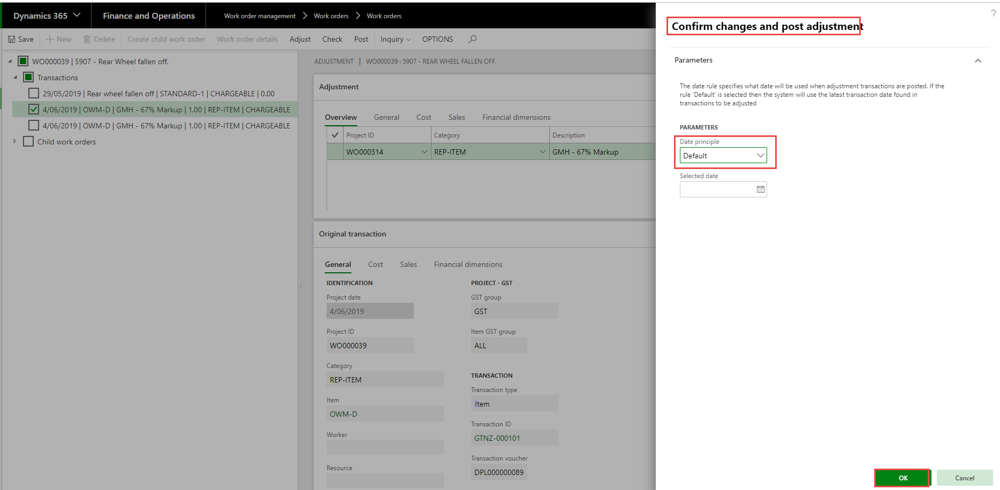 Dynamics 365
Finance and Operations
Work order management > Work orders > Work orders
?
Save
New
Delete
Create child work order
Work order details
Adjust
Check
Post
Inquiry
OPTIONS
WO000039 | 5907 - Rear Wheel fallen off.
Transactions
29/05/2019 | Rear wheel fallen off | STANDARD-1 | CHARGEABLE | 0.00
4/06/2019 | OWM-D | GMH - 67% Markup | 1.00 | REP-ITEM | CHARGEABLE
4/06/2019 | OWM-D | GMH - 67% Markup | 1.00 | REP-ITEM | CHARGEABLE
Child work orders
ADJUSTMENT | WO000039 : 5907 - REAR WHEEL FALLEN OFF.
Adjustment
Overview
General
Cost
Sales
Financial dimensions
Project ID
Category
Description
WO000314
REP-ITEM
GMH - 67% Markup
Original transaction
General
Cost
Sales
Financial dimensions
IDENTIFICATION
Project date
4/06/2019
Project ID
WO000039
Category
REP-ITEM
Item
OWM-D
Worker
Resource
PROJECT - GST
GST group
GST
Item GST group
ALL
TRANSACTION
Transaction type
Item
Transaction ID
GTNZ-000101
Transaction voucher
DPL000000089
Confirm changes and post adjustment
Parameters
The date rule specifies what date will be used when adjustment transactions are posted. If the
rule 'Default' is selected then the system will use the latest transaction date found in
transactions to be adjusted
PARAMETERS
Date principle
Default
Selected date
OK
Cancel